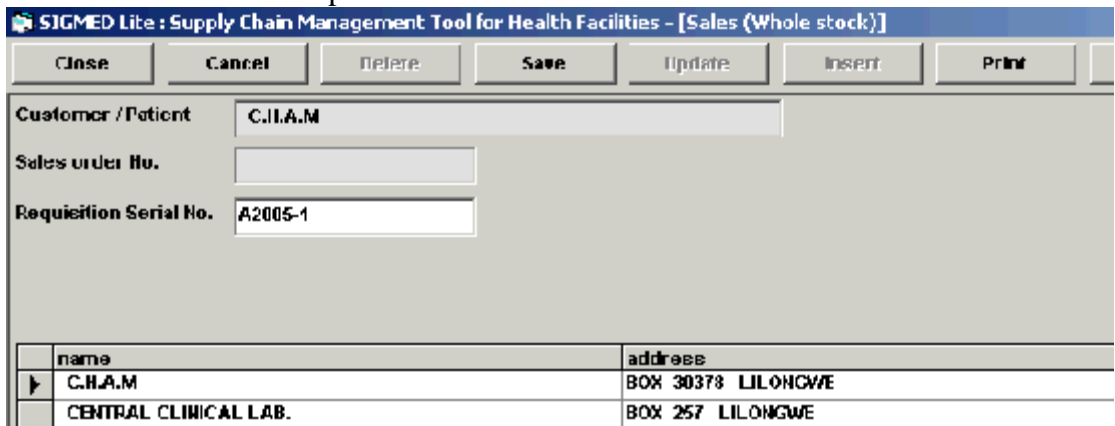 SIGMED Lite : Supply Chain Management Tool for Health Facilities - [Sales (Whole stock)]
Close Cancel Delete Save Update Insert Print
Customer / Patient C.H.A.M
Sales order No.
Requisition Serial No. A2005-1
name address
C.H.A.M BOX 30378 LILONGWE
CENTRAL CLINICAL LAB. BOX 257 LILONGWE